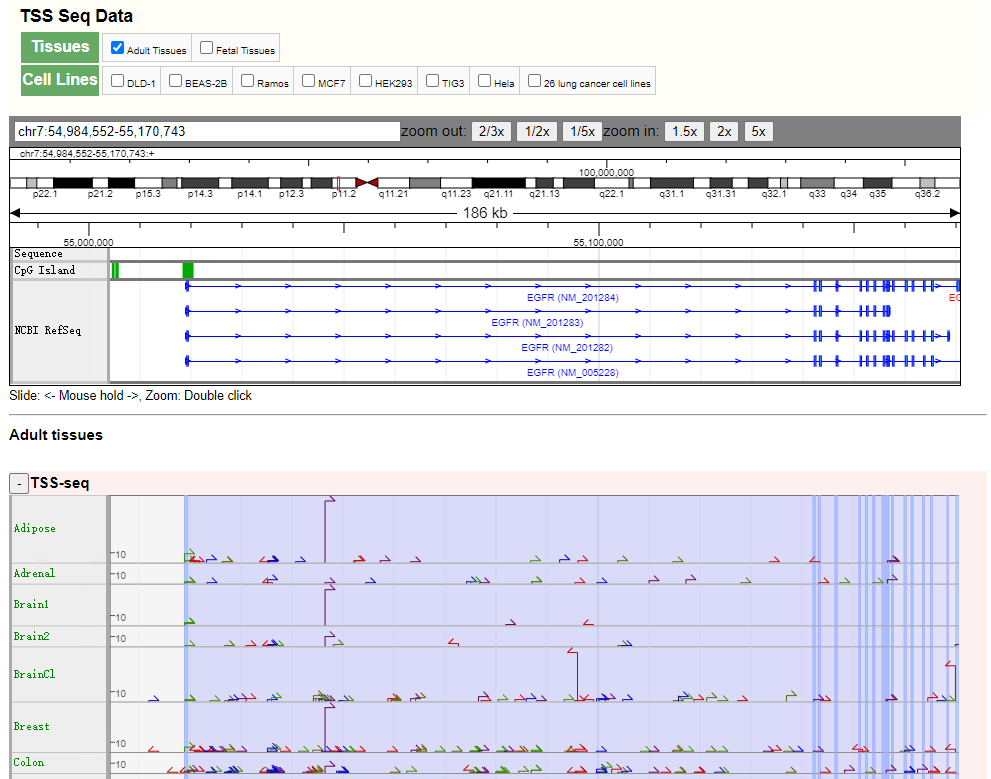 TSS Seq Data
Tissues Adult Tissues Fetal Tissues
Cell Lines DLD-1 BEAS-2B Ramos MCF7 HEK293 TIG3 Hela 26 lung cancer cell lines
chr7:54,984,552-55,170,743 zoom out: 2/3x 1/2x 1/5x zoom in: 1.5x 2x 5x
chr7:54,984,552-55,170,743:+
100,000,000
p22.1 p21.2 p15.3 p14.3 p14.1 p12.3 p11.2 q11.21 q11.23 q21.11 q21.13 q22.1 q31.1 q31.31 q32.1 q33 q34 q35 q36.2
186 kb
55,000,000 55,100,000
Sequence
CpG Island
EGFR (NM_201284) EG
EGFR (NM_201283)
NCBI RefSeq
EGFR (NM_201282)
EGFR (NM_005228)
Slide: <- Mouse hold ->, Zoom: Double click
Adult tissues
- TSS-seq
Adipose
10
Adrenal 10
Brain1
10
Brain2 10
BrainCl
10
Breast
10
Colon 10